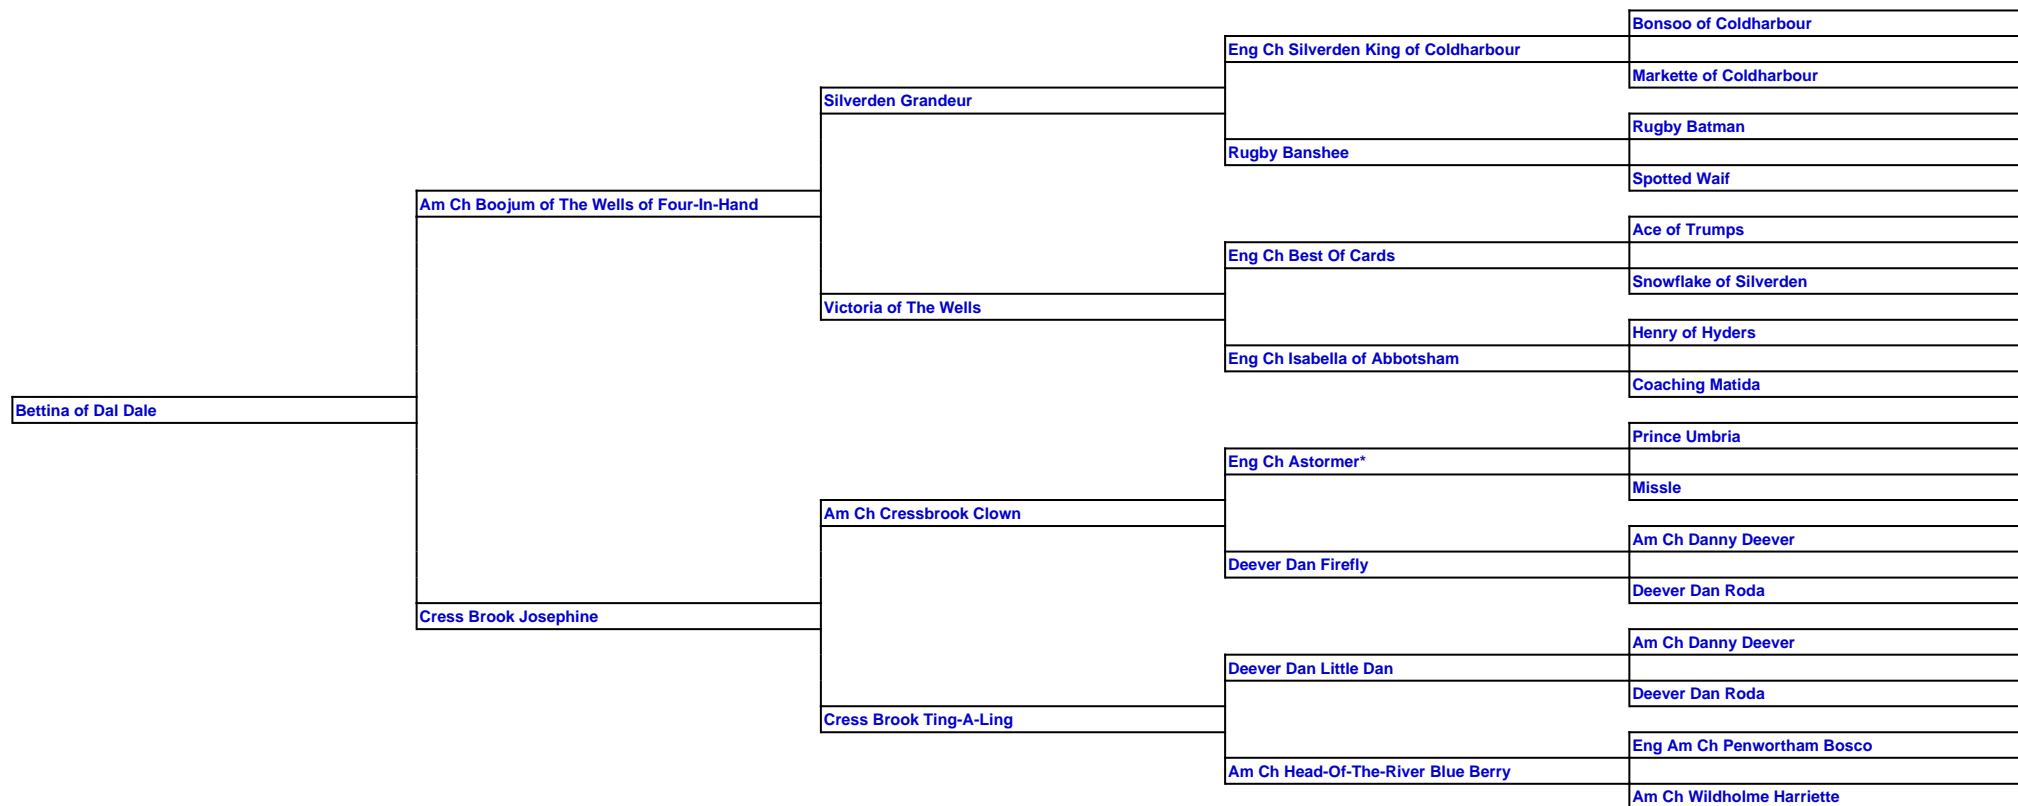 Bonsoo of Coldharbour
Eng Ch Silverden King of Coldharbour
Markette of Coldharbour
Silverden Grandeur
Rugby Batman
Rugby Banshee
Spotted Waif
Am Ch Boojum of The Wells of Four-In-Hand
Ace of Trumps
Eng Ch Best Of Cards
Snowflake of Silverden
Victoria of The Wells
Henry of Hyders
Eng Ch Isabella of Abbotsham
Coaching Matida
Bettina of Dal Dale
Prince Umbria
Eng Ch Astormer*
Missle
Am Ch Cressbrook Clown
Am Ch Danny Deever
Deever Dan Firefly
Deever Dan Roda
Cress Brook Josephine
Am Ch Danny Deever
Deever Dan Little Dan
Deever Dan Roda
Cress Brook Ting-A-Ling
Eng Am Ch Penwortham Bosco
Am Ch Head-Of-The-River Blue Berry
Am Ch Wildholme Harriette